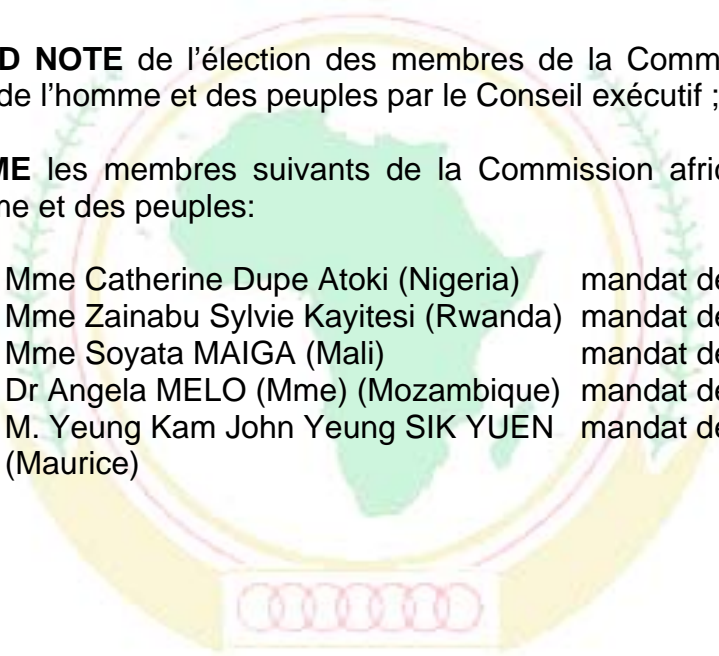 D NOTE de l’élection des membres de la Comm
de l’homme et des peuples par le Conseil exécutif ;
ME les membres suivants de la Commission afri
me et des peuples:
Mme Catherine Dupe Atoki (Nigeria) mandat de
Mme Zainabu Sylvie Kayitesi (Rwanda) mandat de
Mme Soyata MAIGA (Mali) mandat de
Dr Angela MELO (Mme) (Mozambique) mandat de
M. Yeung Kam John Yeung SIK YUEN mandat de
(Maurice)